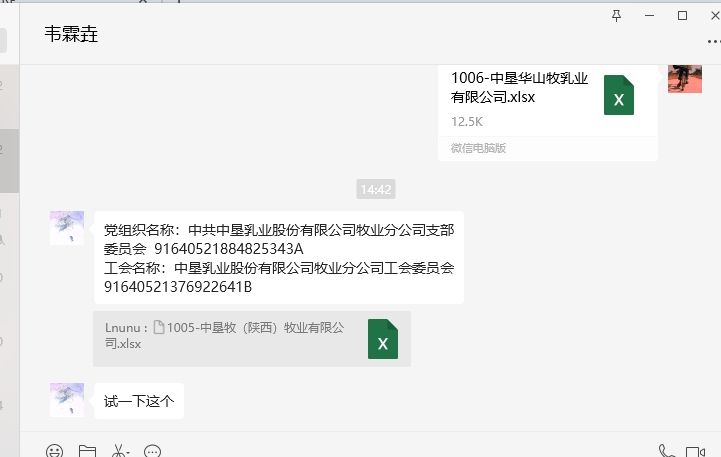 韦霖垚
1006-中垦华山牧乳业
有限公司.xlsx
12.5K
微信电脑版
14:42
党组织名称：中共中垦乳业股份有限公司牧业分公司支部
委员会 91640521884825343A
工会名称：中垦乳业股份有限公司牧业分公司工会委员会
91640521376922641B
Lnunu : 1005-中垦牧（陕西）牧业有限公
司.xlsx
试一下这个